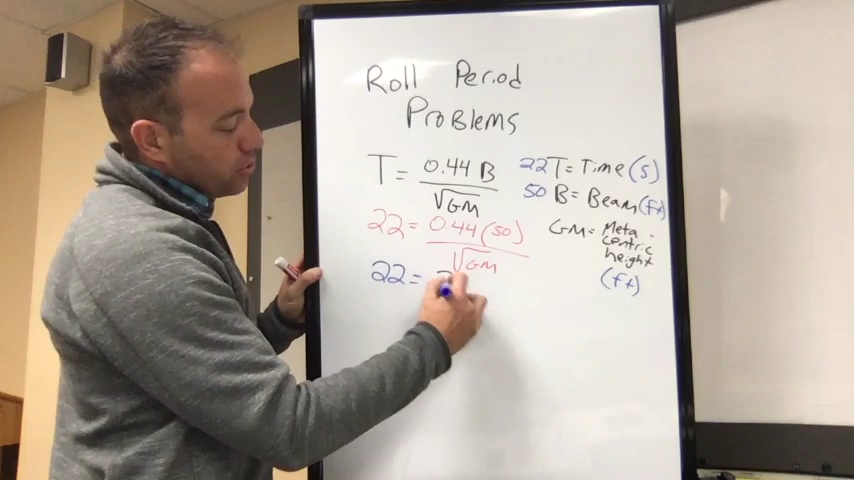 Roll Period
Problems
T = 0.44 B / √GM
22 T = Time (s)
50 B = Beam (ft)
GM = Meta-
centric
height
(ft)
22 = 0.44 (50) / √GM
22 =